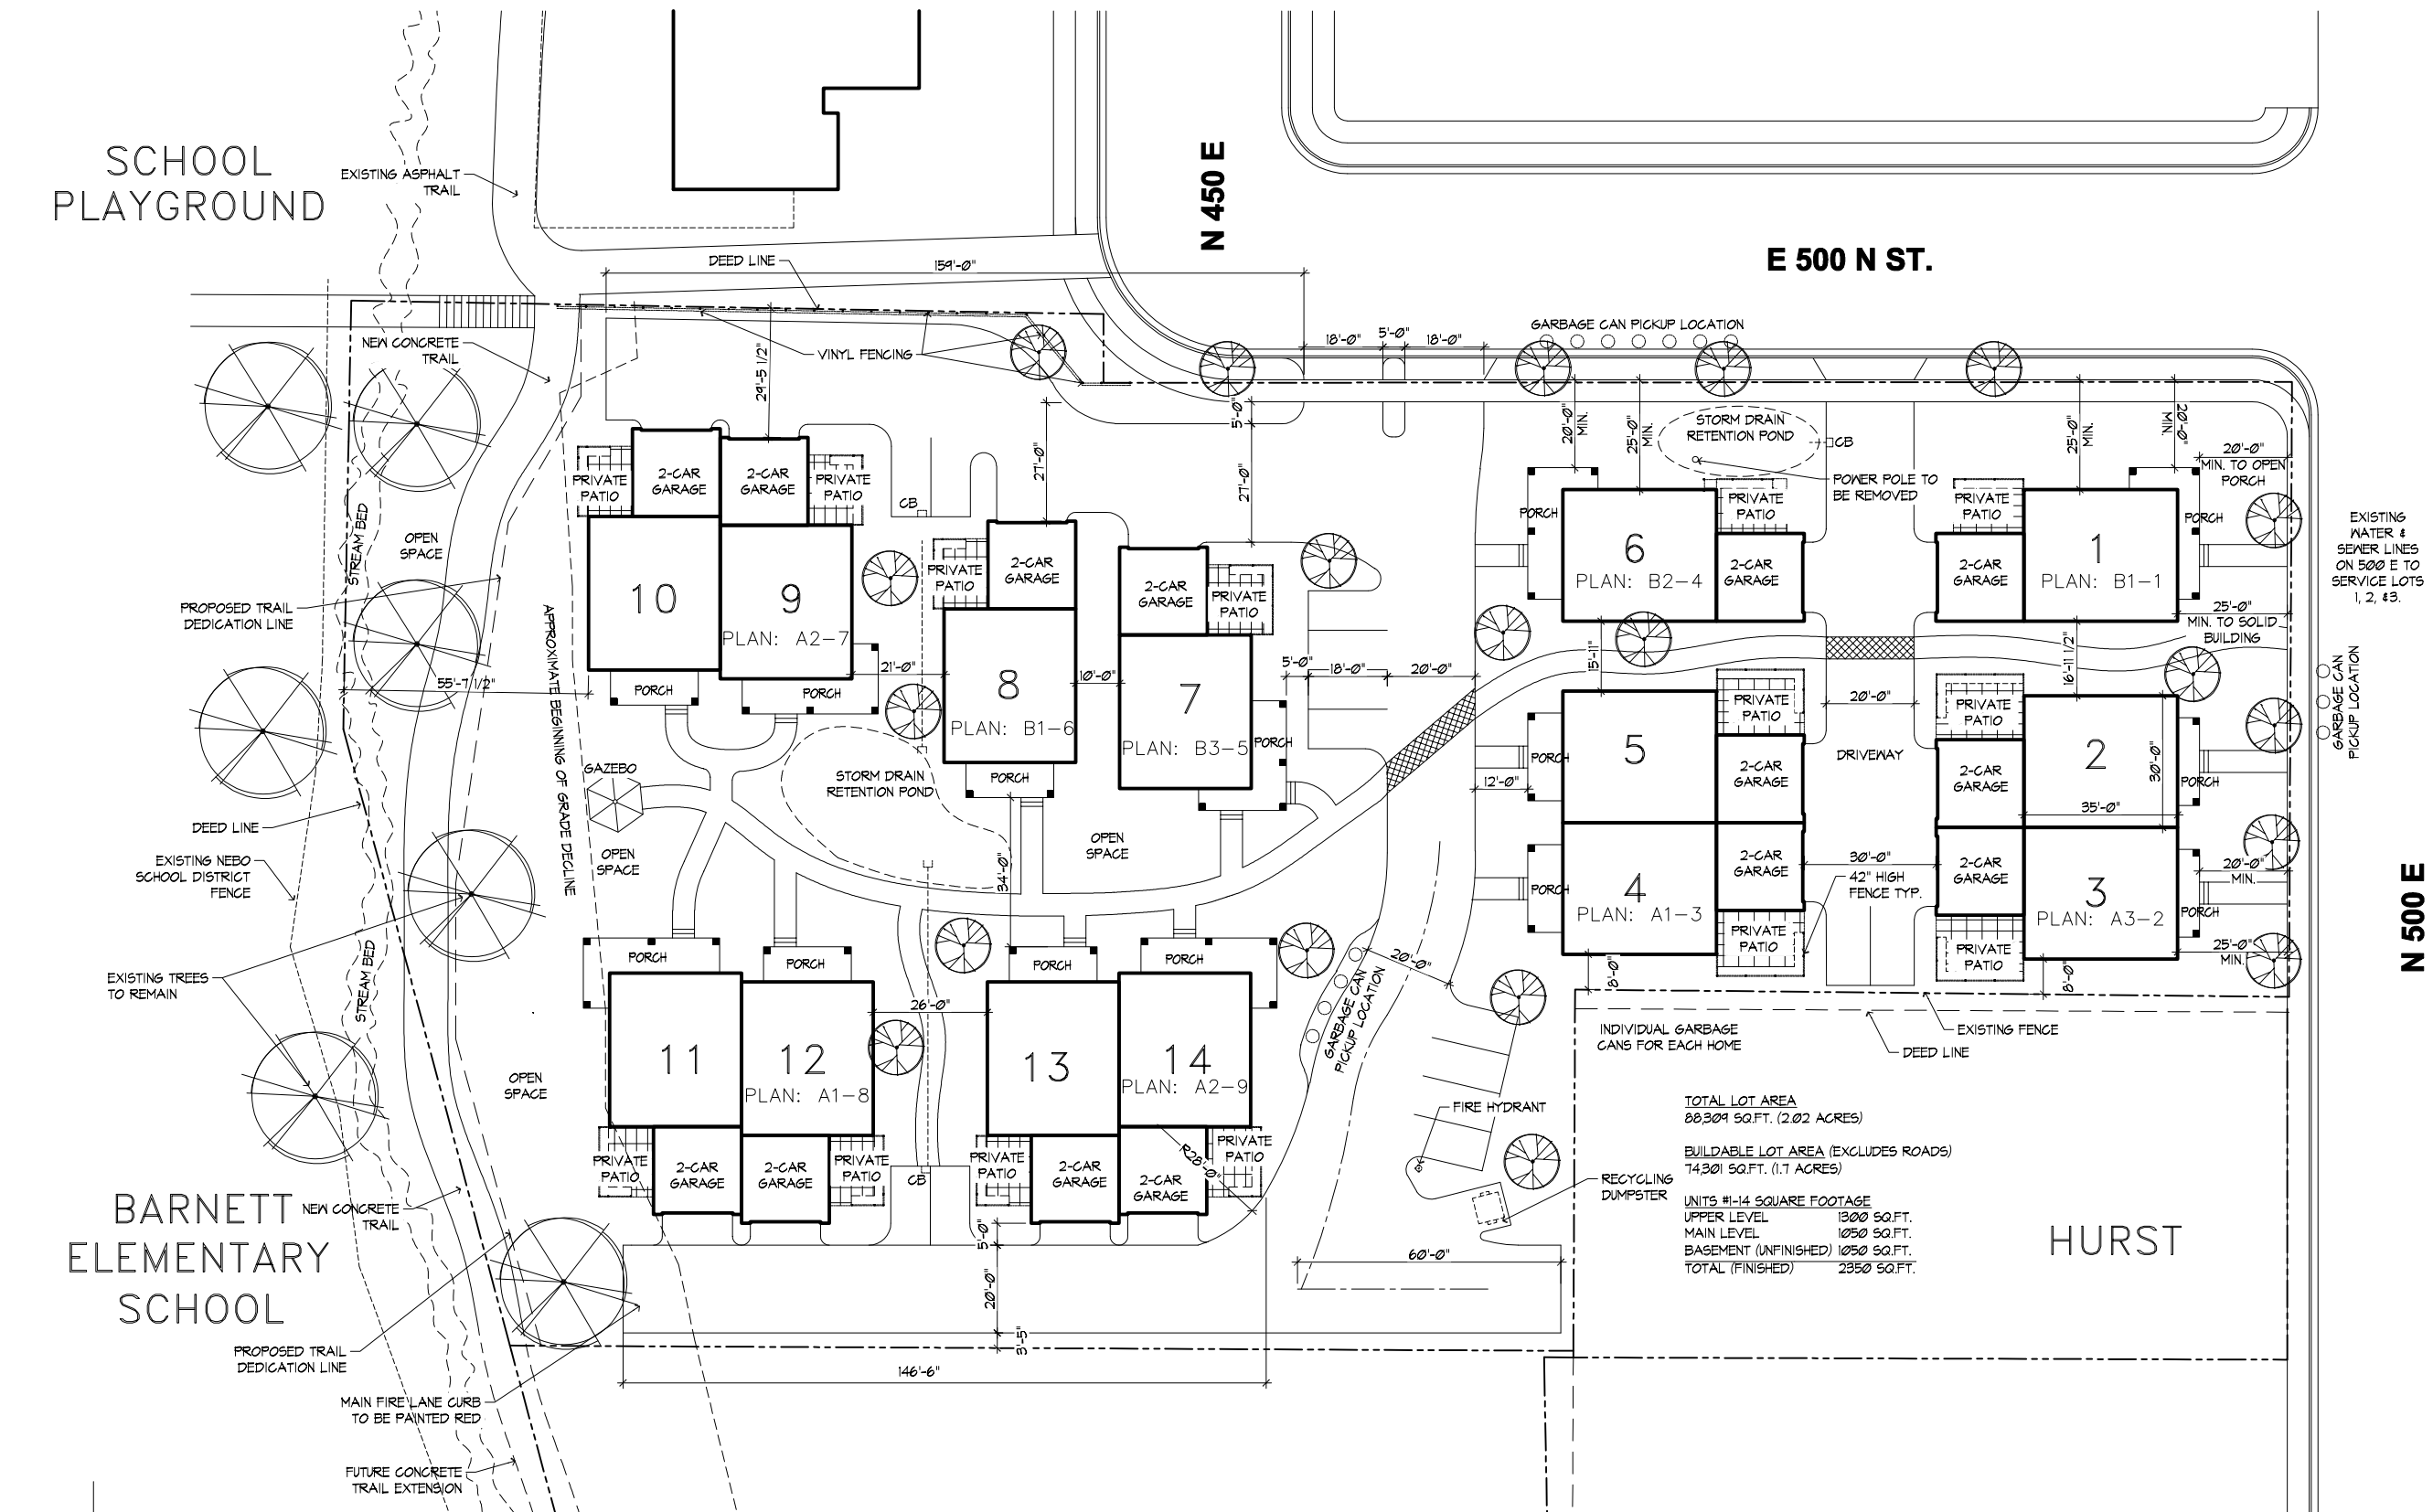 SCHOOL
PLAYGROUND
EXISTING ASPHALT
TRAIL
N 450 E
E 500 N ST.
DEED LINE
159'-0"
NEW CONCRETE
TRAIL
VINYL FENCING
29'-5 1/2"
18'-0"
5'-0"
18'-0"
GARBAGE CAN PICKUP LOCATION
5'-0"
27'-0"
27'-0"
20'-0"
MIN.
25'-0"
MIN.
STORM DRAIN
RETENTION POND
CB
POWER POLE TO
BE REMOVED
25'-0"
MIN.
20'-0"
MIN.
20'-0"
MIN. TO OPEN
PORCH
EXISTING
WATER &
SEWER LINES
ON 500 E TO
SERVICE LOTS
1, 2, &3.
STREAM BED
OPEN
SPACE
PRIVATE
PATIO
2-CAR
GARAGE
2-CAR
GARAGE
PRIVATE
PATIO
CB
10
9
PLAN: A2-7
PORCH
PORCH
21'-0"
PRIVATE
PATIO
2-CAR
GARAGE
8
PLAN: B1-6
PORCH
10'-0"
2-CAR
GARAGE
PRIVATE
PATIO
7
PLAN: B3-5
PORCH
5'-0"
18'-0"
20'-0"
PORCH
6
PLAN: B2-4
PRIVATE
PATIO
2-CAR
GARAGE
PRIVATE
PATIO
2-CAR
GARAGE
1
PLAN: B1-1
PORCH
25'-0"
MIN. TO SOLID
BUILDING
15'-11"
16'-11 1/2"
GARBAGE CAN
PICKUP LOCATION
PROPOSED TRAIL
DEDICATION LINE
55'-7 1/2"
APPROXIMATE BEGINNING OF GRADE DECLINE
GAZEBO
STORM DRAIN
RETENTION POND
OPEN
SPACE
OPEN
SPACE
34'-0"
12'-0"
PORCH
5
PRIVATE
PATIO
2-CAR
GARAGE
20'-0"
DRIVEWAY
PRIVATE
PATIO
2-CAR
GARAGE
2
30'-0"
35'-0"
PORCH
DEED LINE
EXISTING NEBO
SCHOOL DISTRICT
FENCE
PORCH
4
PLAN: A1-3
2-CAR
GARAGE
PRIVATE
PATIO
30'-0"
42" HIGH
FENCE TYP.
2-CAR
GARAGE
PRIVATE
PATIO
3
PLAN: A3-2
PORCH
20'-0"
MIN.
25'-0"
MIN.
8'-0"
8'-0"
N 500 E
EXISTING TREES
TO REMAIN
STREAM BED
OPEN
SPACE
PORCH
PORCH
11
12
PLAN: A1-8
26'-0"
PORCH
PORCH
13
14
PLAN: A2-9
PRIVATE
PATIO
2-CAR
GARAGE
2-CAR
GARAGE
PRIVATE
PATIO
CB
PRIVATE
PATIO
2-CAR
GARAGE
2-CAR
GARAGE
PRIVATE
PATIO
R28'-0"
GARBAGE CAN
PICKUP LOCATION
20'-0"
INDIVIDUAL GARBAGE
CANS FOR EACH HOME
EXISTING FENCE
DEED LINE
FIRE HYDRANT
RECYCLING
DUMPSTER
TOTAL LOT AREA
88,309 SQ.FT. (2.02 ACRES)
BUILDABLE LOT AREA (EXCLUDES ROADS)
74,301 SQ.FT. (1.7 ACRES)
UNITS #1-14 SQUARE FOOTAGE
UPPER LEVEL 1300 SQ.FT.
MAIN LEVEL 1050 SQ.FT.
BASEMENT (UNFINISHED) 1050 SQ.FT.
TOTAL (FINISHED) 2350 SQ.FT.
HURST
BARNETT
ELEMENTARY
SCHOOL
NEW CONCRETE
TRAIL
5'-0"
20'-0"
3'-5"
60'-0"
146'-6"
PROPOSED TRAIL
DEDICATION LINE
MAIN FIRE LANE CURB
TO BE PAINTED RED
FUTURE CONCRETE
TRAIL EXTENSION